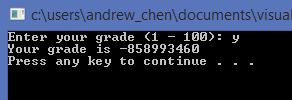 c:\users\andrew_chen\documents\visual
Enter your grade (1 - 100): y
Your grade is -858993460
Press any key to continue . . .